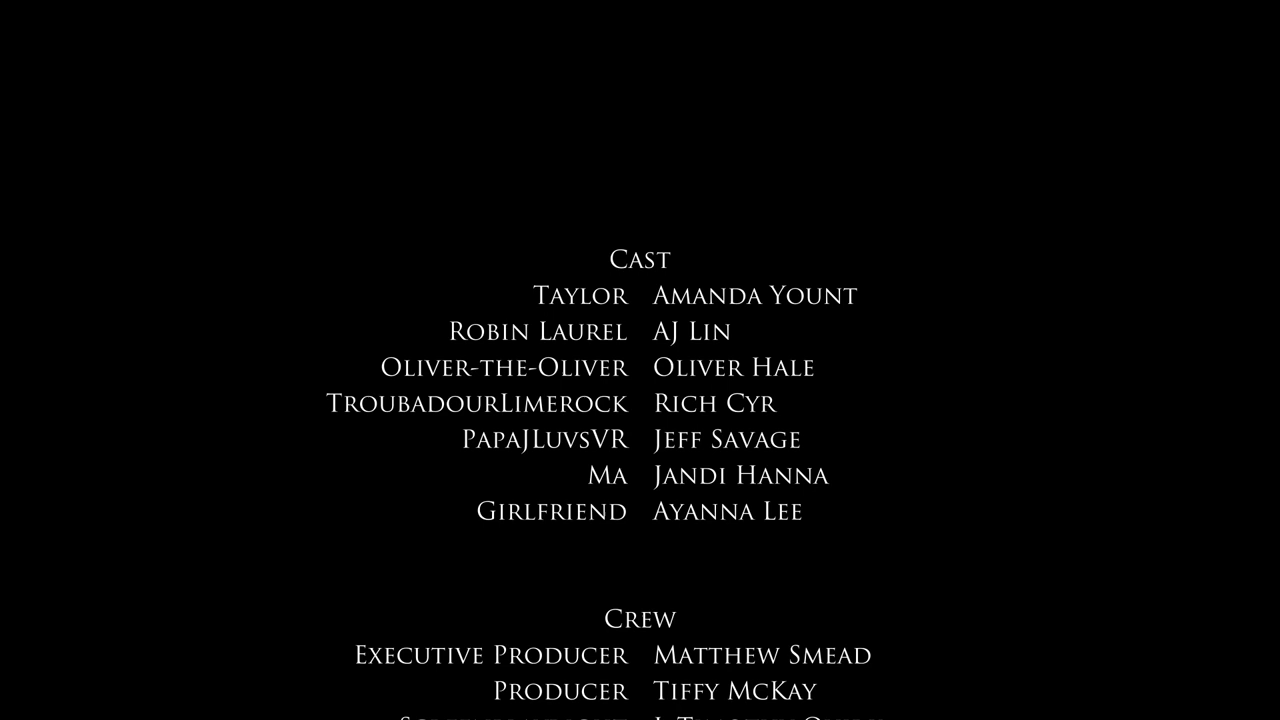 Cast
Taylor Amanda Yount
Robin Laurel AJ Lin
Oliver-the-Oliver Oliver Hale
TroubadourLimerock Rich Cyr
PapaJLuvsVR Jeff Savage
Ma Jandi Hanna
Girlfriend Ayanna Lee
Crew
Executive Producer Matthew Smead
Producer Tiffy McKay